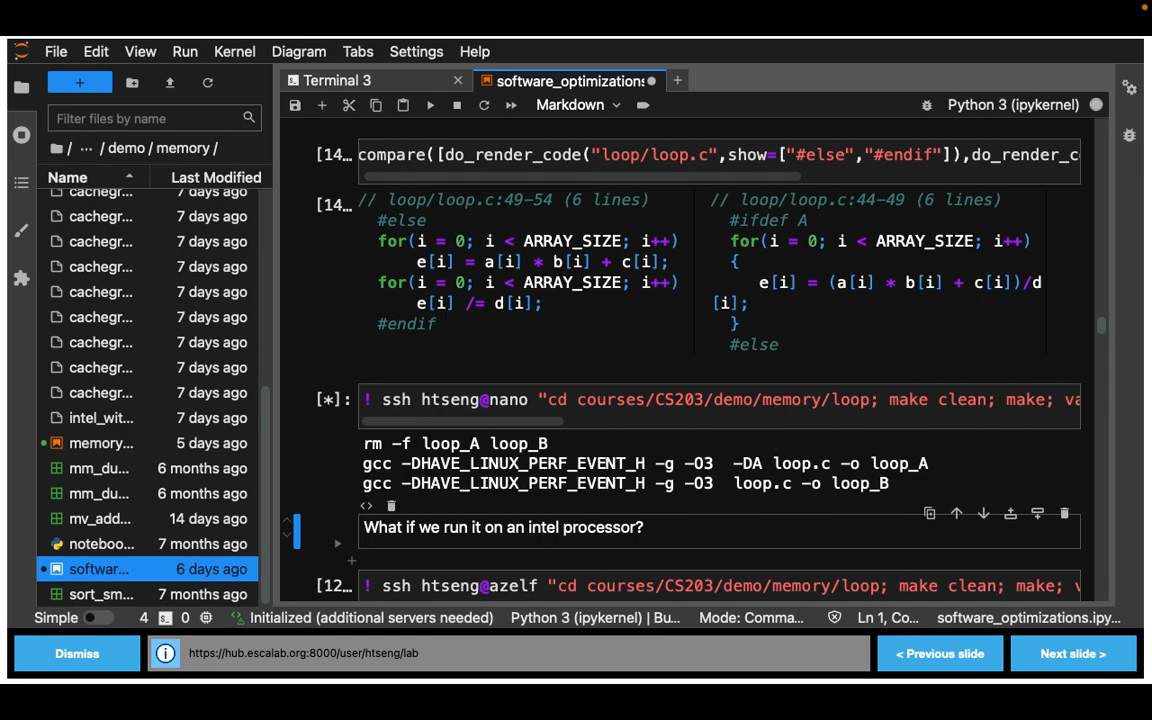 File Edit View Run Kernel Diagram Tabs Settings Help
Terminal 3
software_optimizations
Filter files by name
Markdown
Python 3 (ipykernel)
/ ... / demo / memory /
Name Last Modified
cachegr... 7 days ago
cachegr... 7 days ago
cachegr... 7 days ago
cachegr... 7 days ago
cachegr... 7 days ago
cachegr... 7 days ago
cachegr... 7 days ago
cachegr... 7 days ago
cachegr... 7 days ago
intel_wit... 7 days ago
memory... 5 days ago
mm_du... 6 months ago
mm_du... 6 months ago
mv_add... 14 days ago
noteboo... 7 months ago
softwar... 6 days ago
sort_sm... 7 months ago
[14... compare([do_render_code("loop/loop.c",show=["#else","#endif"]),do_render_c
[14...
// loop/loop.c:49-54 (6 lines)
#else
for(i = 0; i < ARRAY_SIZE; i++)
e[i] = a[i] * b[i] + c[i];
for(i = 0; i < ARRAY_SIZE; i++)
e[i] /= d[i];
#endif
// loop/loop.c:44-49 (6 lines)
#ifdef A
for(i = 0; i < ARRAY_SIZE; i++)
{
e[i] = (a[i] * b[i] + c[i])/d
[i];
}
#else
[*]: ! ssh htseng@nano "cd courses/CS203/demo/memory/loop; make clean; make; va
rm -f loop_A loop_B
gcc -DHAVE_LINUX_PERF_EVENT_H -g -O3  -DA loop.c -o loop_A
gcc -DHAVE_LINUX_PERF_EVENT_H -g -O3  loop.c -o loop_B
What if we run it on an intel processor?
[12... ! ssh htseng@azelf "cd courses/CS203/demo/memory/loop; make clean; make; v
Simple 4 0 Initialized (additional servers needed) Python 3 (ipykernel) | Bu... Mode: Comma... Ln 1, Co... software_optimizations.ipy...
Dismiss
https://hub.escalab.org:8000/user/htseng/lab
< Previous slide
Next slide >